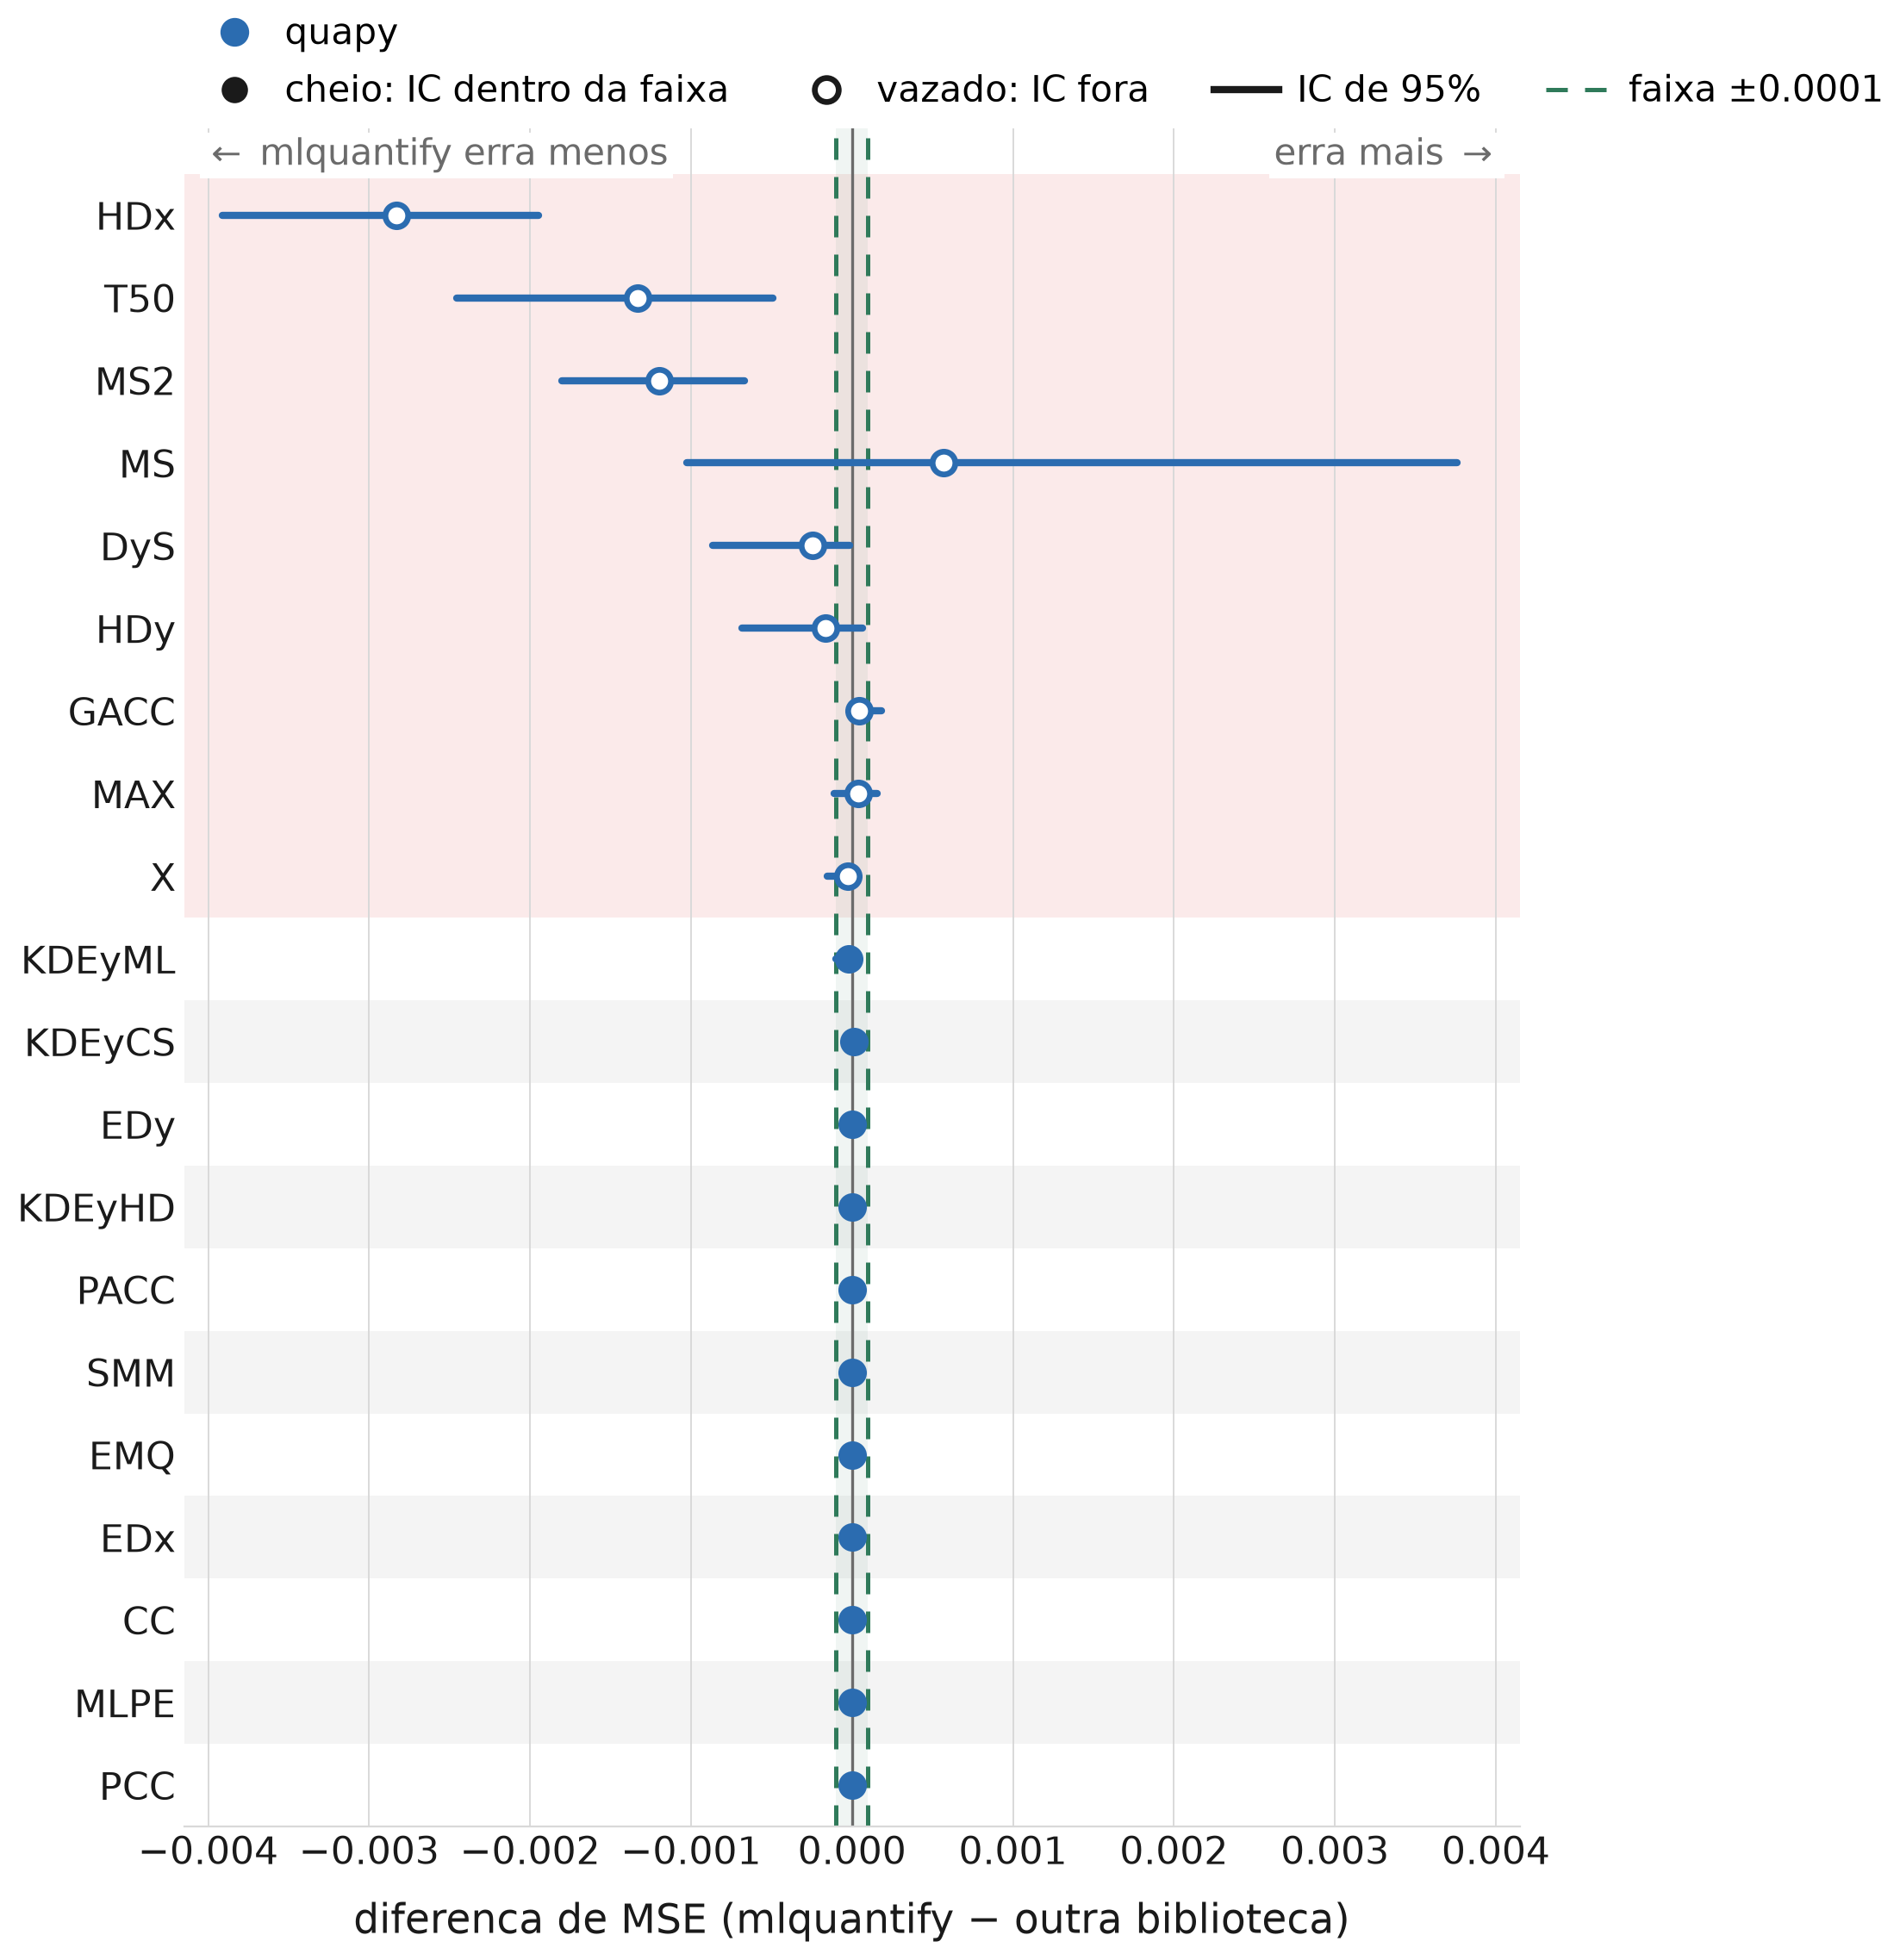 quapy
cheio: IC dentro da faixa
vazado: IC fora
IC de 95%
faixa ±0.0001
← mlquantify erra menos
erra mais →
HDx
T50
MS2
MS
DyS
HDy
GACC
MAX
X
KDEyML
KDEyCS
EDy
KDEyHD
PACC
SMM
EMQ
EDx
CC
MLPE
PCC
−0.004 −0.003 −0.002 −0.001 0.000 0.001 0.002 0.003 0.004
diferenca de MSE (mlquantify − outra biblioteca)